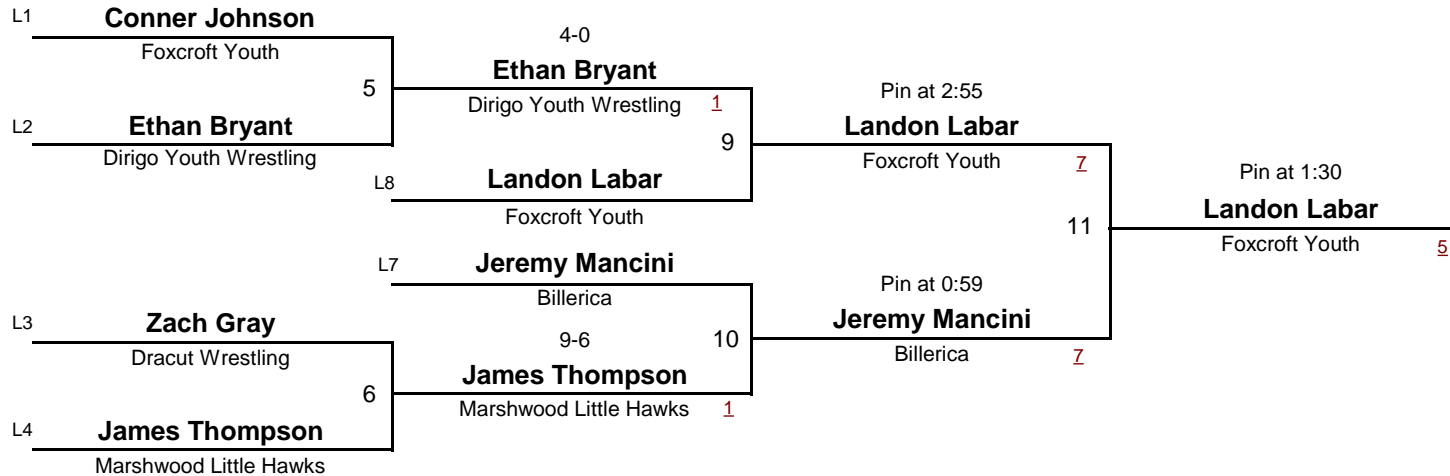 L1 Conner Johnson
Foxcroft Youth
5
L2 Ethan Bryant
Dirigo Youth Wrestling
4-0
Ethan Bryant
Dirigo Youth Wrestling 1
9
L8 Landon Labar
Foxcroft Youth
Pin at 2:55
Landon Labar
Foxcroft Youth 7
11
Pin at 1:30
Landon Labar
Foxcroft Youth 5
L7 Jeremy Mancini
Billerica
10
Pin at 0:59
Jeremy Mancini
Billerica 7
L3 Zach Gray
Dracut Wrestling
6
9-6
James Thompson
Marshwood Little Hawks 1
L4 James Thompson
Marshwood Little Hawks